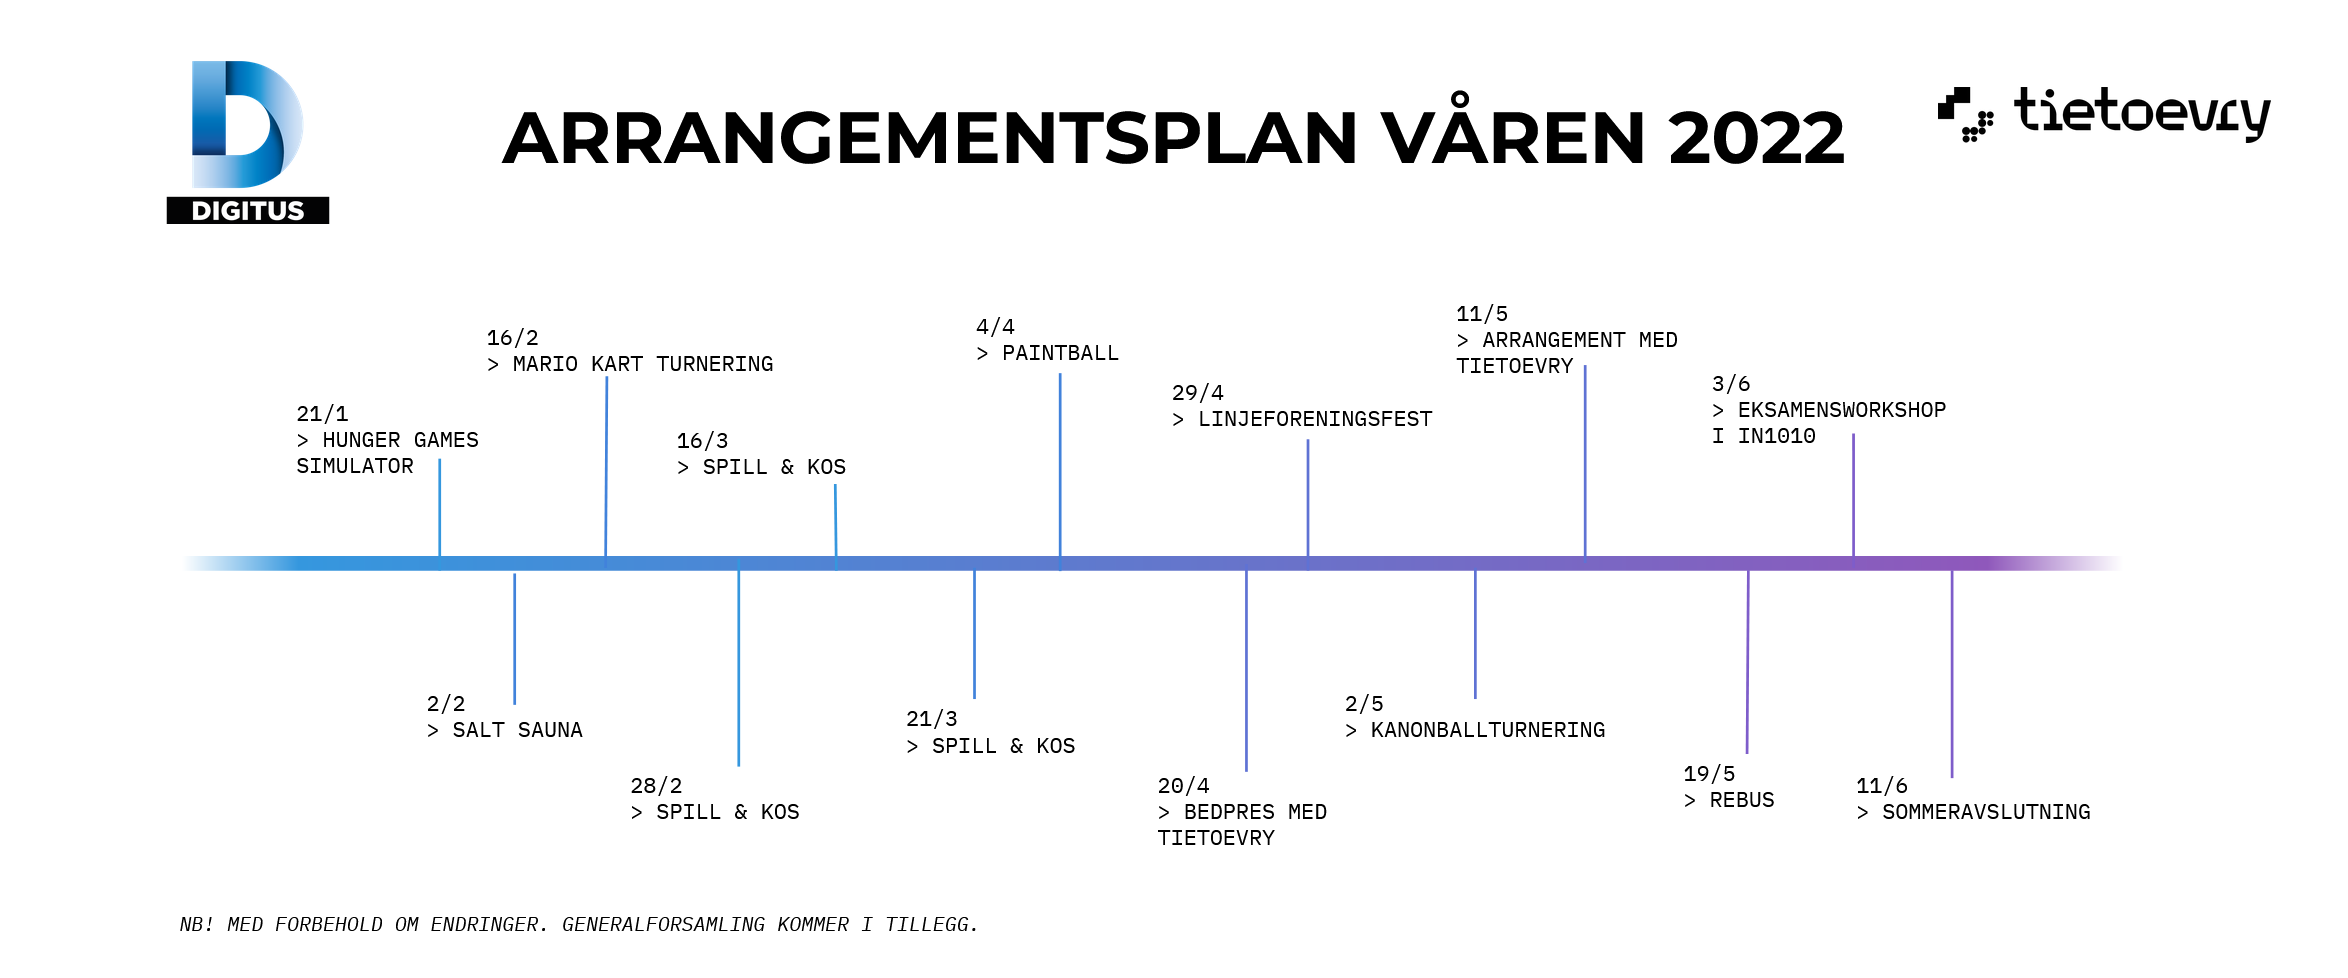 DIGITUS
ARRANGEMENTSPLAN VÅREN 2022
tietoevry
21/1
> HUNGER GAMES
SIMULATOR
2/2
> SALT SAUNA
16/2
> MARIO KART TURNERING
28/2
> SPILL & KOS
16/3
> SPILL & KOS
21/3
> SPILL & KOS
4/4
> PAINTBALL
20/4
> BEDPRES MED
TIETOEVRY
29/4
> LINJEFORENINGSFEST
2/5
> KANONBALLTURNERING
11/5
> ARRANGEMENT MED
TIETOEVRY
19/5
> REBUS
3/6
> EKSAMENSWORKSHOP
I IN1010
11/6
> SOMMERAVSLUTNING
NB! MED FORBEHOLD OM ENDRINGER. GENERALFORSAMLING KOMMER I TILLEGG.